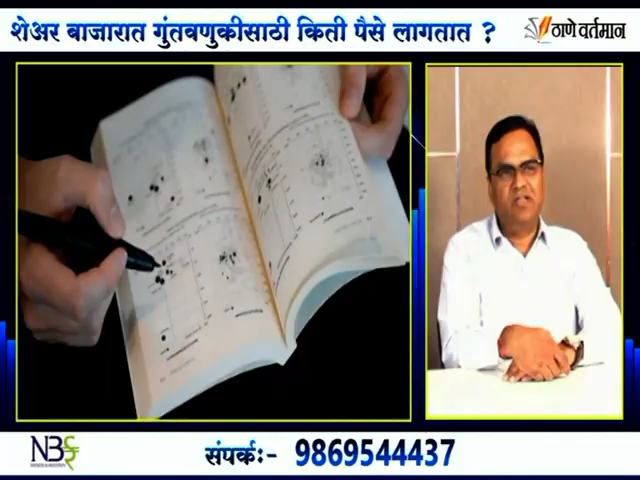 शेअर बाजारात गुंतवणुकीसाठी किती पैसे लागतात ?
ठाणे वर्तमान
NBS
संपर्कः- 9869544437